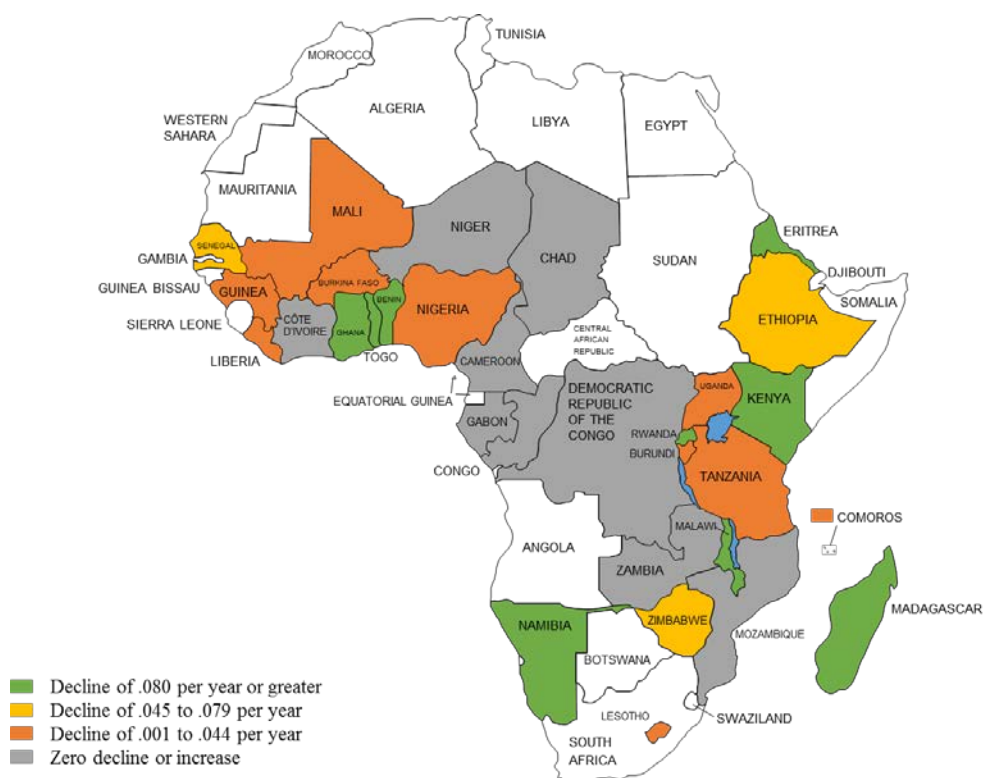 TUNISIA
MOROCCO
ALGERIA
LIBYA
EGYPT
WESTERN
SAHARA
MAURITANIA
MALI
NIGER
CHAD
SUDAN
ERITREA
SENEGAL
GAMBIA
GUINEA BISSAU
GUINEA
BURKINA FASO
BENIN
NIGERIA
DJIBOUTI
SOMALIA
ETHIOPIA
SIERRA LEONE
CÔTE
D'IVOIRE
GHANA
LIBERIA
TOGO
CENTRAL
AFRICAN
REPUBLIC
CAMEROON
EQUATORIAL GUINEA
DEMOCRATIC
REPUBLIC
OF THE
CONGO
UGANDA
KENYA
GABON
RWANDA
BURUNDI
CONGO
TANZANIA
COMOROS
MALAWI
ANGOLA
ZAMBIA
MADAGASCAR
NAMIBIA
ZIMBABWE
MOZAMBIQUE
BOTSWANA
SWAZILAND
LESOTHO
SOUTH
AFRICA
Decline of .080 per year or greater
Decline of .045 to .079 per year
Decline of .001 to .044 per year
Zero decline or increase